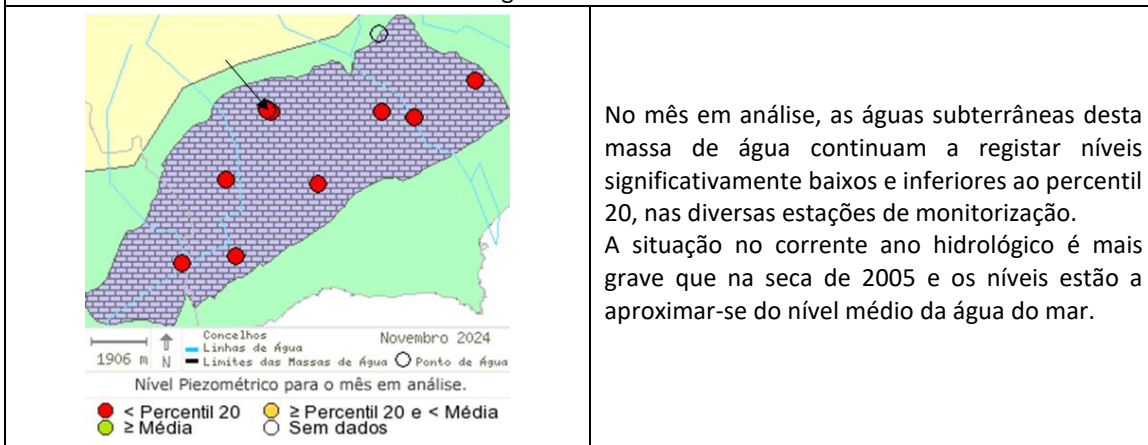 No mês em análise, as águas subterrâneas desta
massa de água continuam a registar níveis
significativamente baixos e inferiores ao percentil
20, nas diversas estações de monitorização.
A situação no corrente ano hidrológico é mais
grave que na seca de 2005 e os níveis estão a
aproximar-se do nível médio da água do mar.
1906 m
N
Concelhos
Novembro 2024
Linhas de Água
Limites das Massas de Água
Ponto de Água
Nível Piezométrico para o mês em análise.
< Percentil 20
≥ Percentil 20 e < Média
≥ Média
Sem dados